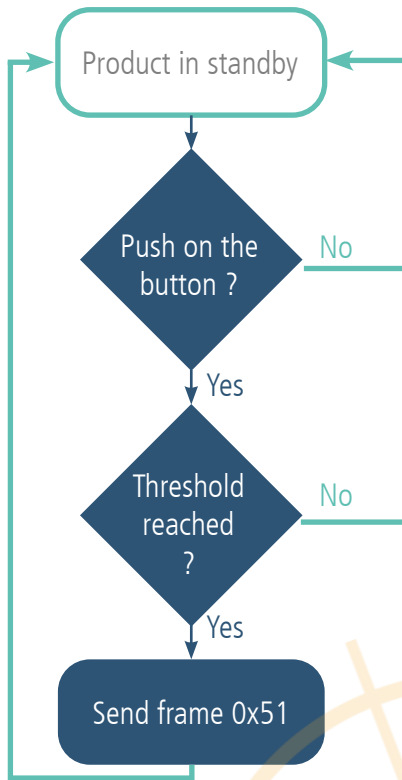 Product in standby
Push on the
button ?
No
Yes
Threshold
reached
?
No
Yes
Send frame 0x51